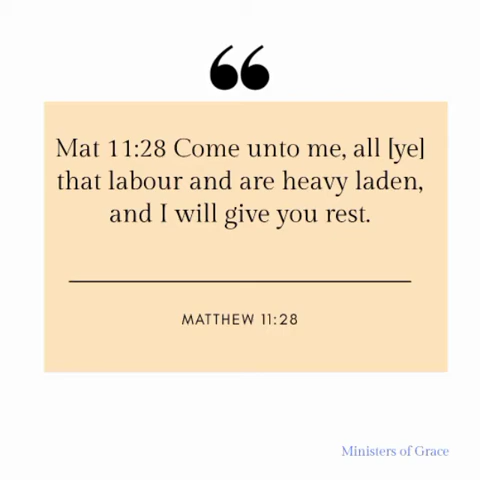 “
Mat 11:28 Come unto me, all [ye]
that labour and are heavy laden,
and I will give you rest.
MATTHEW 11:28
Ministers of Grace